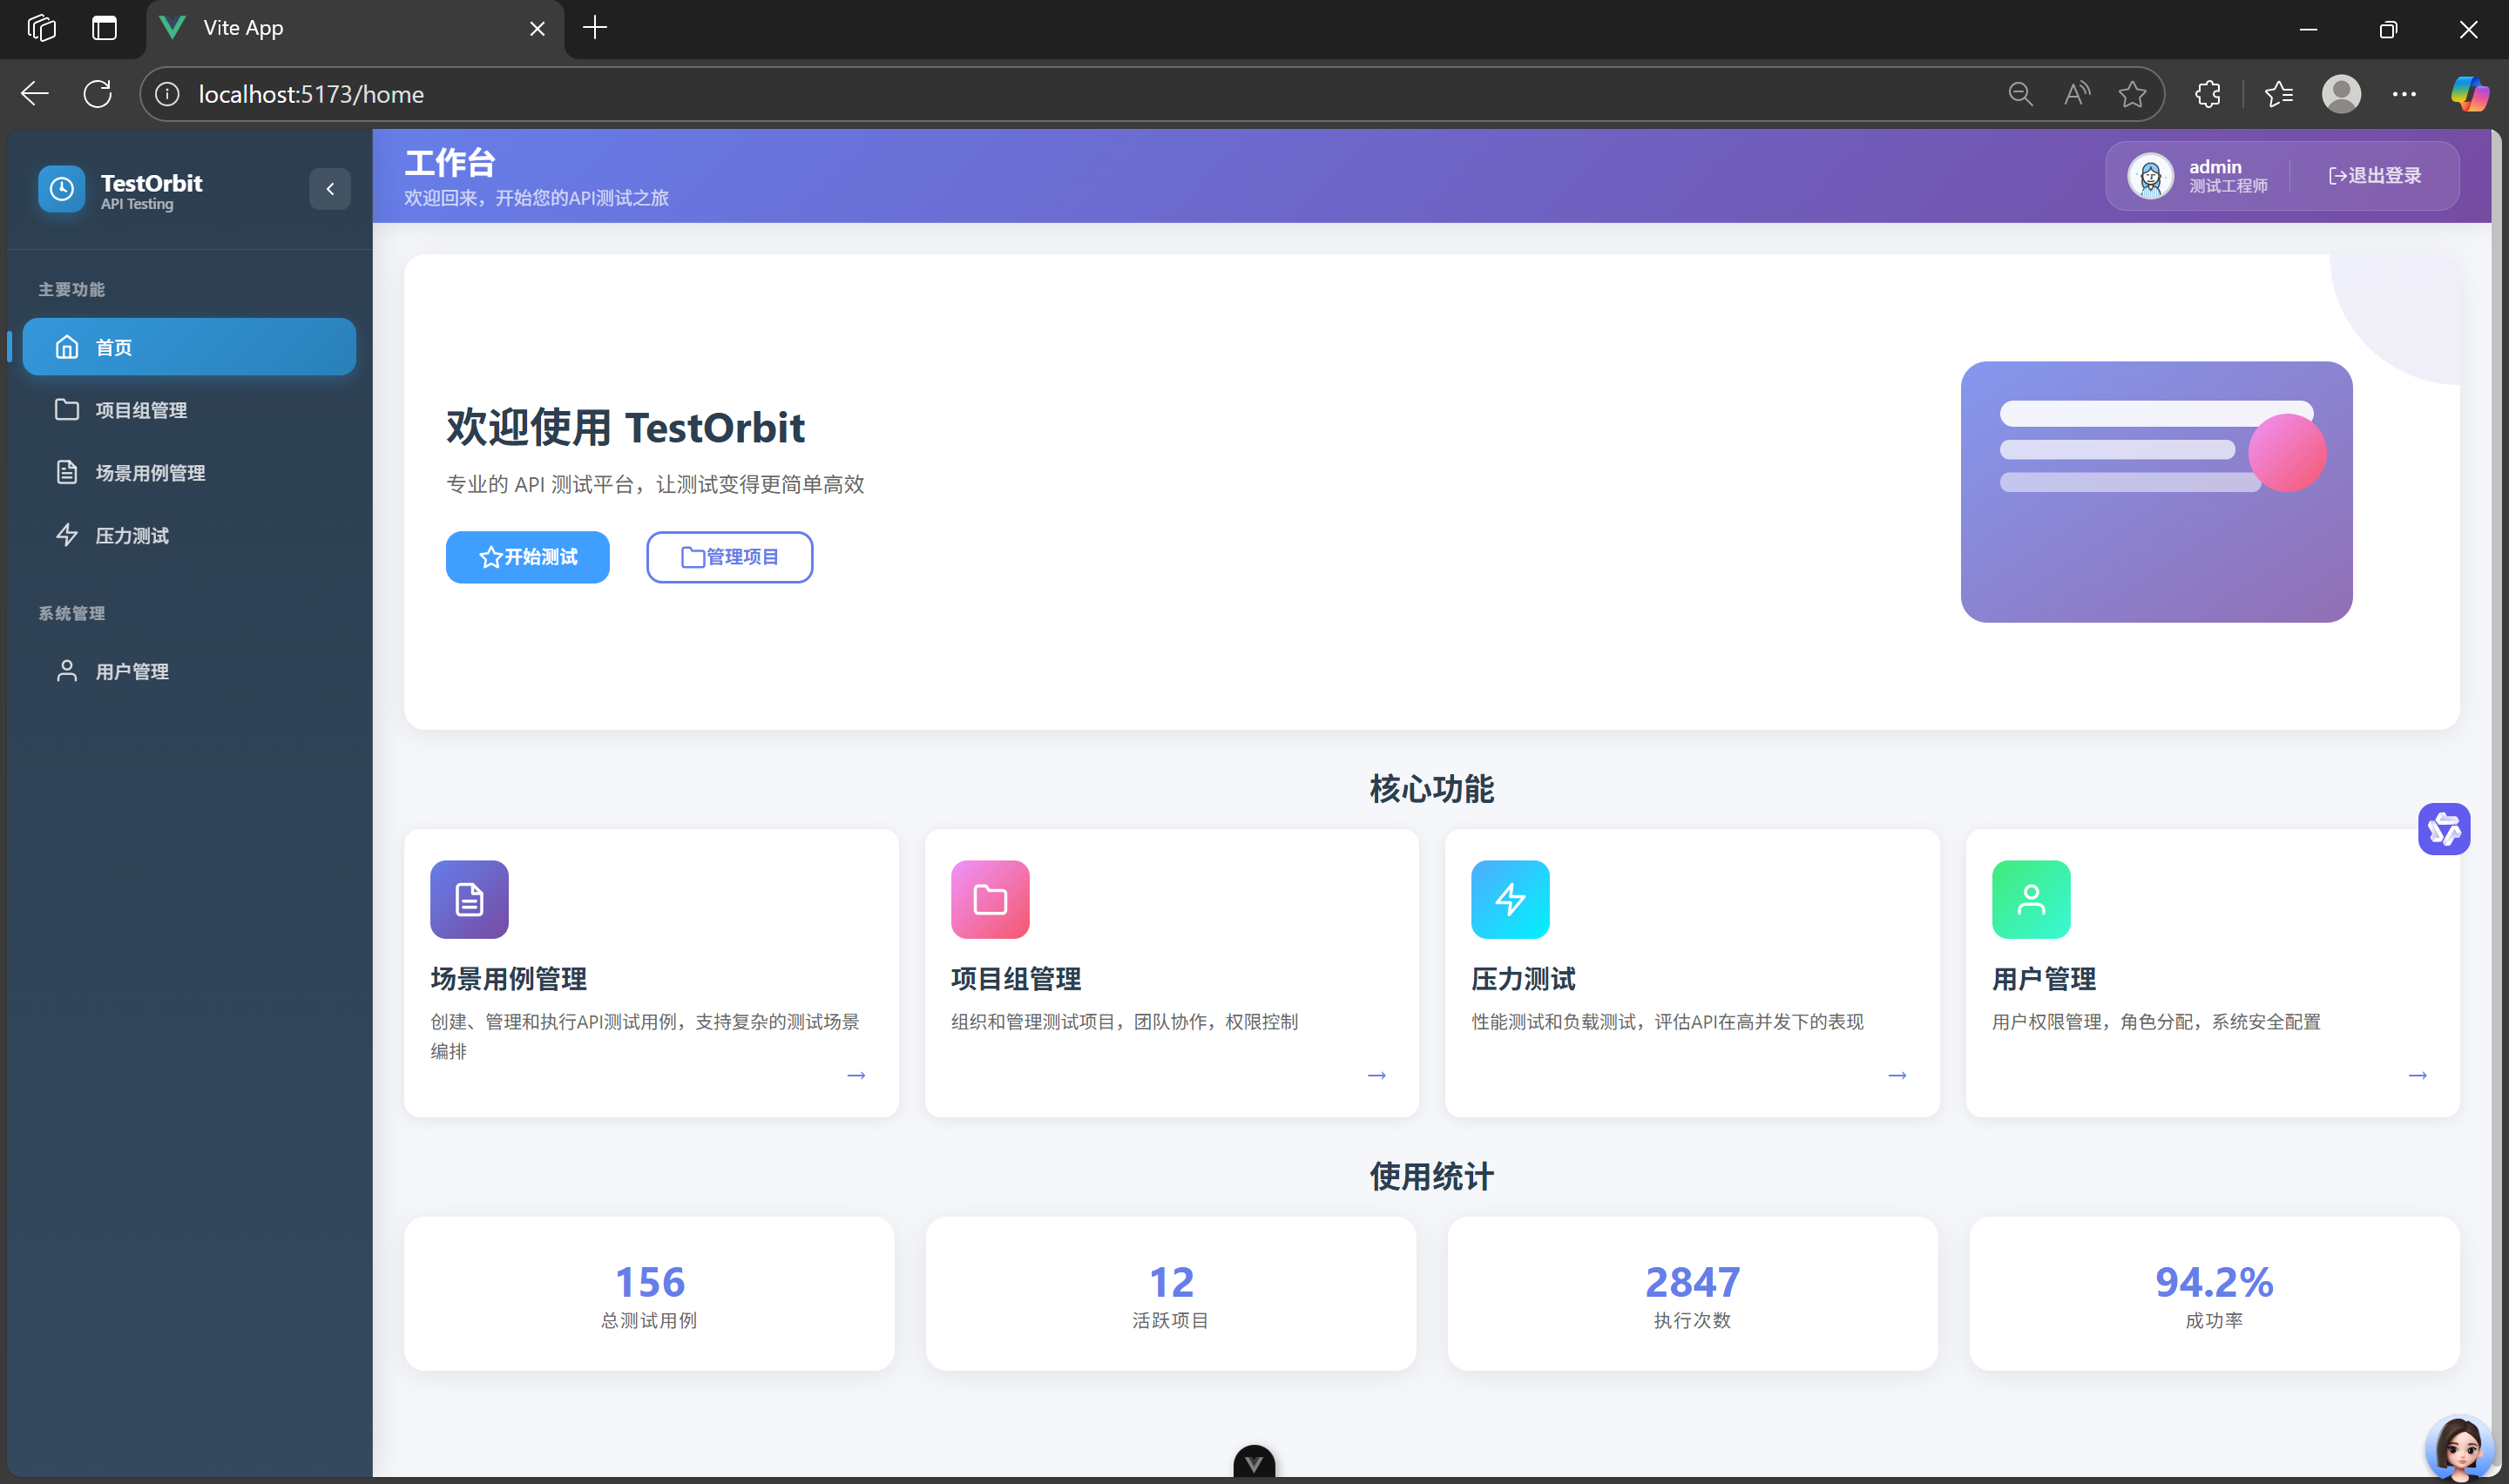 Vite App
localhost:5173/home
TestOrbit
API Testing
主要功能
首页
项目组管理
场景用例管理
压力测试
系统管理
用户管理
工作台
欢迎回来，开始您的API测试之旅
admin
测试工程师
退出登录
欢迎使用 TestOrbit
专业的 API 测试平台，让测试变得更简单高效
开始测试
管理项目
核心功能
场景用例管理
创建、管理和执行API测试用例，支持复杂的测试场景
编排
→
项目组管理
组织和管理测试项目，团队协作，权限控制
→
压力测试
性能测试和负载测试，评估API在高并发下的表现
→
用户管理
用户权限管理，角色分配，系统安全配置
→
使用统计
156
总测试用例
12
活跃项目
2847
执行次数
94.2%
成功率